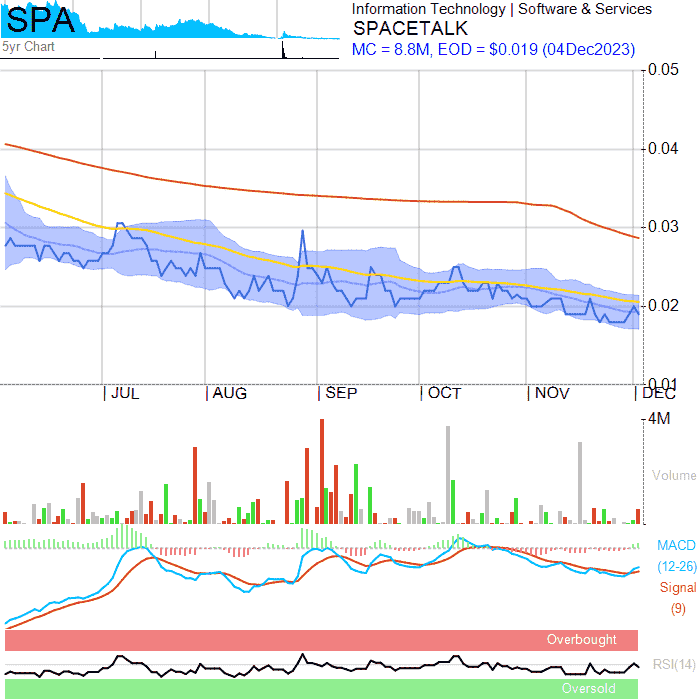 SPA
5yr Chart
Information Technology | Software & Services
SPACETALK
MC = 8.8M, EOD = $0.019 (04Dec2023)
0.05
0.04
0.03
0.02
0.01
JUL AUG SEP OCT NOV DEC
4M
Volume
MACD
(12-26)
Signal
(9)
Overbought
RSI(14)
Oversold